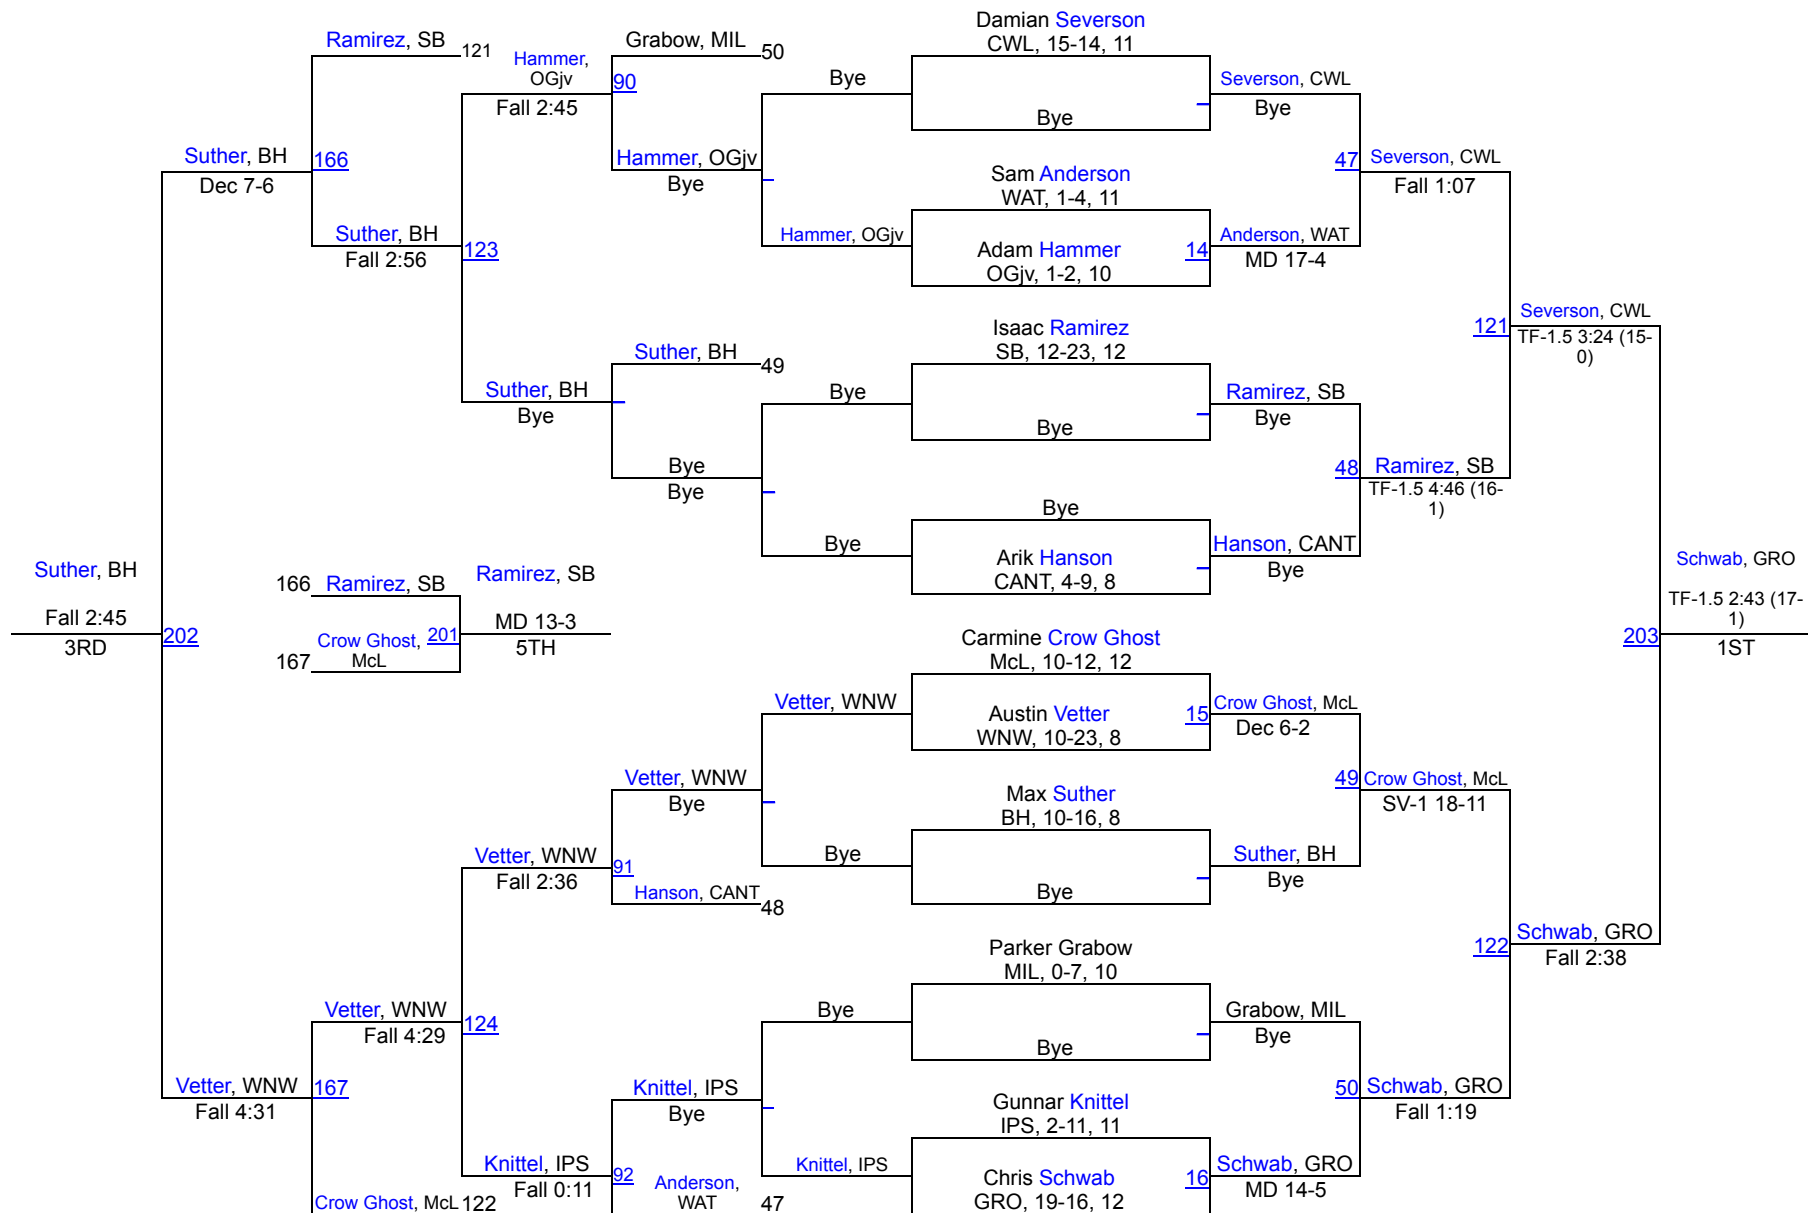 Damian Severson
CWL, 15-14, 11
Ramirez, SB
121
Grabow, MIL
50
Hammer,
OGjv
90
Fall 2:45
Bye
Bye
Severson, CWL
Bye
Suther, BH
166
Dec 7-6
Hammer, OGjv
Bye
Sam Anderson
WAT, 1-4, 11
47
Severson, CWL
Fall 1:07
Suther, BH
123
Fall 2:56
Hammer, OGjv
Adam Hammer
OGjv, 1-2, 10
14
Anderson, WAT
MD 17-4
Isaac Ramirez
SB, 12-23, 12
121
Severson, CWL
TF-1.5 3:24 (15-
0)
Suther, BH
49
Suther, BH
Bye
Bye
Bye
Ramirez, SB
Bye
Bye
Bye
48
Ramirez, SB
TF-1.5 4:46 (16-
1)
Bye
Bye
Arik Hanson
CANT, 4-9, 8
Hanson, CANT
Bye
Suther, BH
Fall 2:45
3RD
202
166
Ramirez, SB
Crow Ghost,
McL
167
201
Ramirez, SB
MD 13-3
5TH
Schwab, GRO
TF-1.5 2:43 (17-
1)
203
1ST
Carmine Crow Ghost
McL, 10-12, 12
Vetter, WNW
Austin Vetter
WNW, 10-23, 8
15
Crow Ghost, McL
Dec 6-2
Vetter, WNW
Bye
Max Suther
BH, 10-16, 8
49
Crow Ghost, McL
SV-1 18-11
Vetter, WNW
Fall 2:36
91
Bye
Bye
Suther, BH
Bye
Hanson, CANT
48
Parker Grabow
MIL, 0-7, 10
122
Schwab, GRO
Fall 2:38
Vetter, WNW
Fall 4:29
124
Bye
Bye
Grabow, MIL
Bye
Vetter, WNW
Fall 4:31
167
Knittel, IPS
Bye
Gunnar Knittel
IPS, 2-11, 11
50
Schwab, GRO
Fall 1:19
Knittel, IPS
Fall 0:11
92
Knittel, IPS
Chris Schwab
GRO, 19-16, 12
16
Schwab, GRO
MD 14-5
Crow Ghost, McL
122
Anderson,
WAT
47